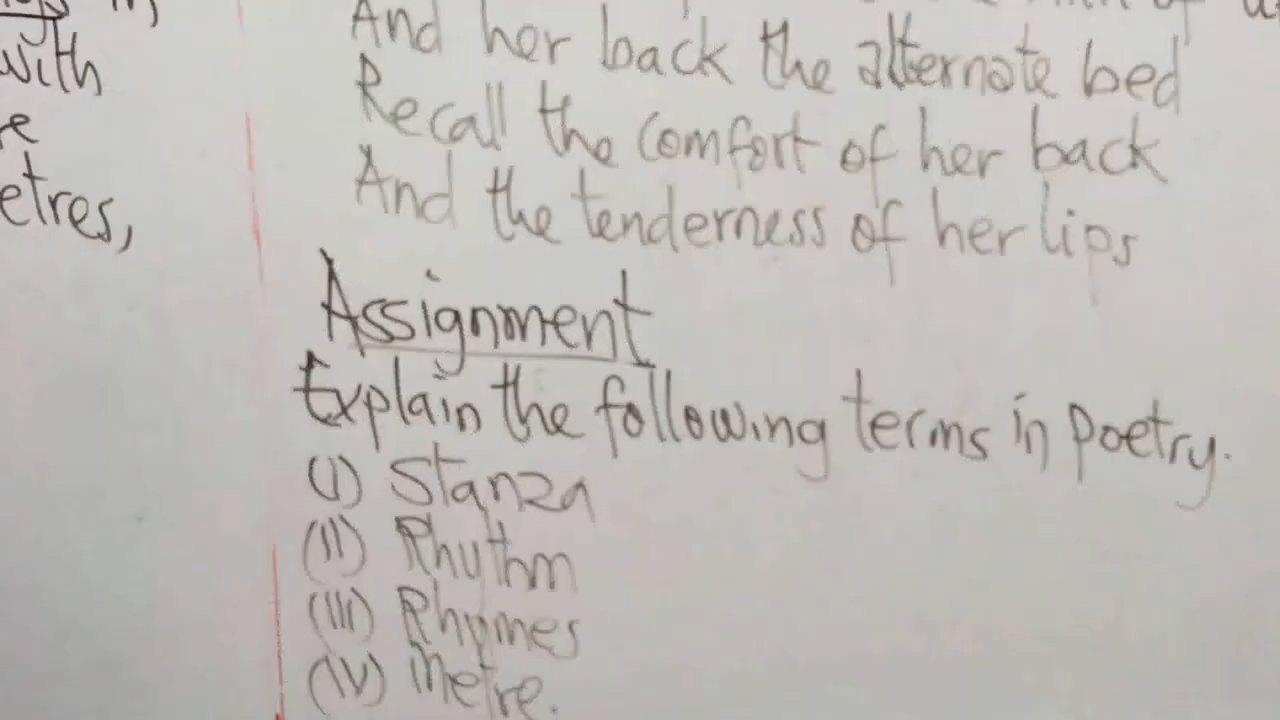 with
etres,
And her back the alternate bed
Recall the comfort of her back
And the tenderness of her lips
Assignment
Explain the following terms in poetry.
(I) Stanza
(II) Rhythm
(III) Rhymes
(IV) Metre.